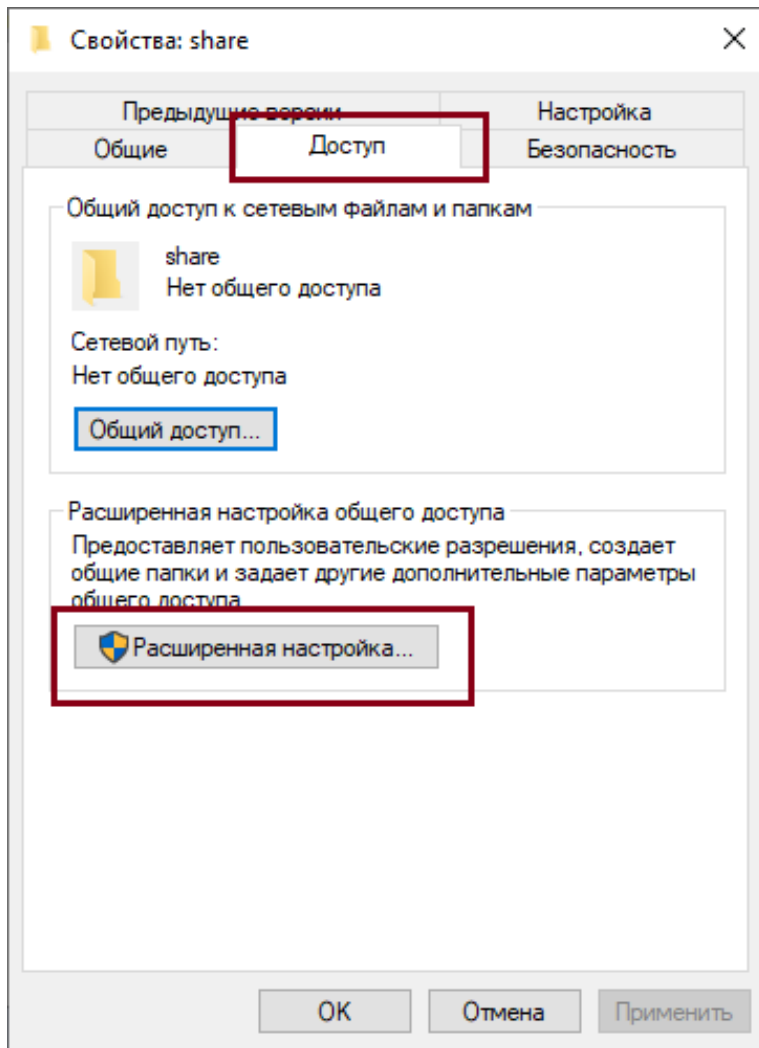 Свойства: share
Предыдущие версии
Настройка
Общие
Доступ
Безопасность
Общий доступ к сетевым файлам и папкам
share
Нет общего доступа
Сетевой путь:
Нет общего доступа
Общий доступ...
Расширенная настройка общего доступа
Предоставляет пользовательские разрешения, создает
общие папки и задает другие дополнительные параметры
общего доступа
Расширенная настройка...
ОК
Отмена
Применить